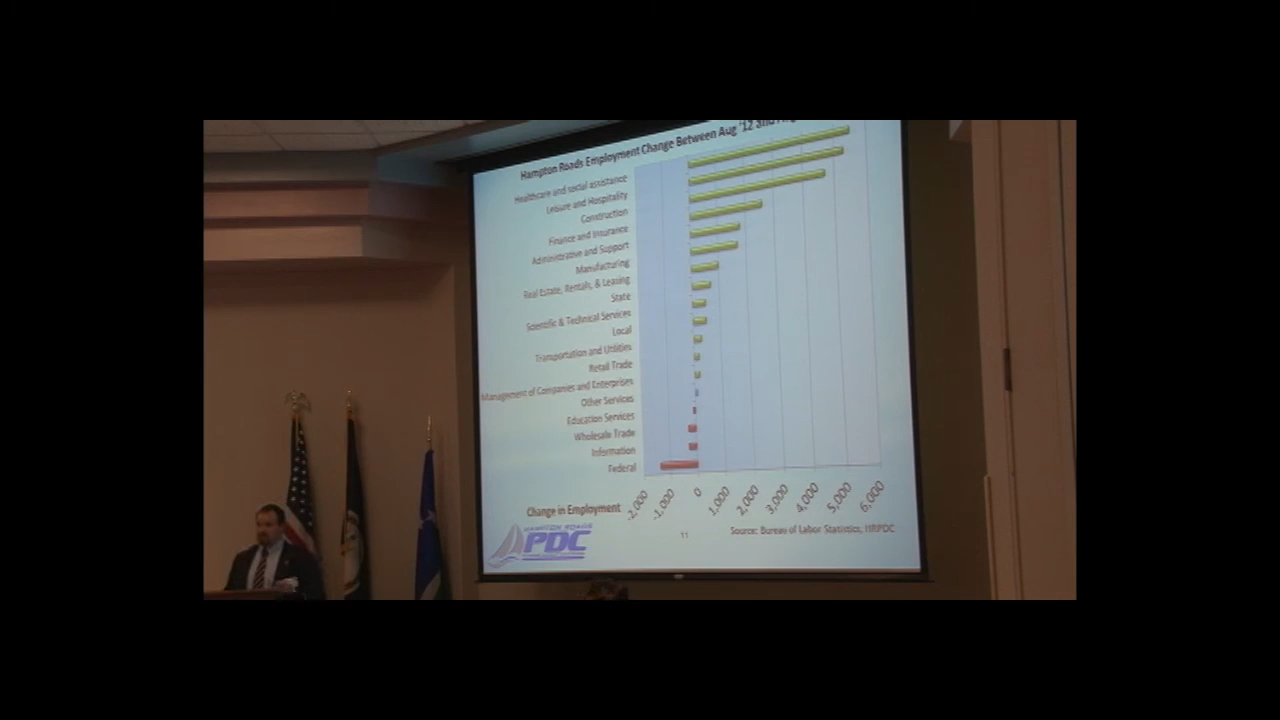 Hampton Roads Employment Change Between Aug '12 and
Healthcare and social assistance
Leisure and Hospitality
Construction
Finance and Insurance
Administrative and Support
Manufacturing
Real Estate, Rentals, & Leasing
State
Scientific & Technical Services
Local
Transportation and Utilities
Retail Trade
Management of Companies and Enterprises
Other Services
Education Services
Wholesale Trade
Information
Federal
-2,000 -1,000 0 1,000 2,000 3,000 4,000 5,000 6,000
Change in Employment
HAMPTON ROADS
PDC
11
Source: Bureau of Labor Statistics, HRPDC